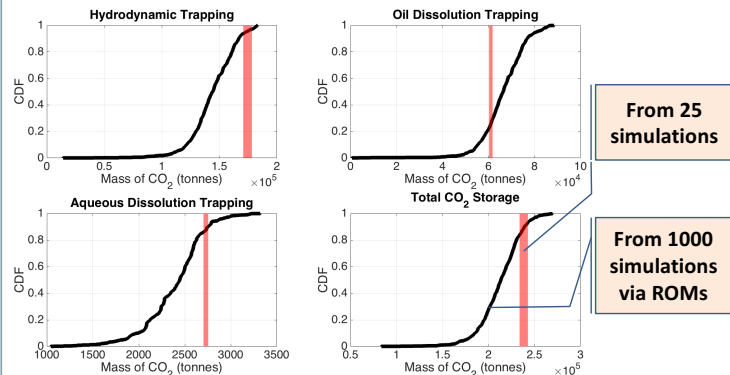 Hydrodynamic Trapping
CDF
1
0.8
0.6
0.4
0.2
0
0 0.5 1 1.5 2
Mass of CO2 (tonnes) ×10^5
Oil Dissolution Trapping
CDF
1
0.8
0.6
0.4
0.2
0
0 2 4 6 8 10
Mass of CO2 (tonnes) ×10^4
From 25
simulations
Aqueous Dissolution Trapping
CDF
1
0.8
0.6
0.4
0.2
0
1000 1500 2000 2500 3000 3500
Mass of CO2 (tonnes)
Total CO2 Storage
CDF
1
0.8
0.6
0.4
0.2
0
0.5 1 1.5 2 2.5 3
Mass of CO2 (tonnes) ×10^5
From 1000
simulations
via ROMs